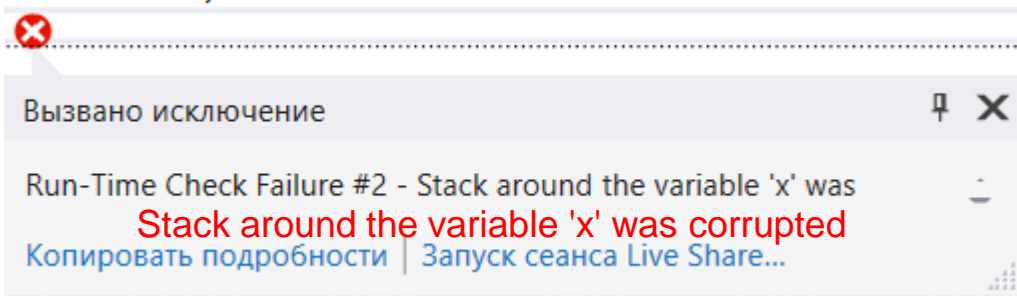 Вызвано исключение
Run-Time Check Failure #2 - Stack around the variable 'x' was
Stack around the variable 'x' was corrupted
Копировать подробности | Запуск сеанса Live Share...